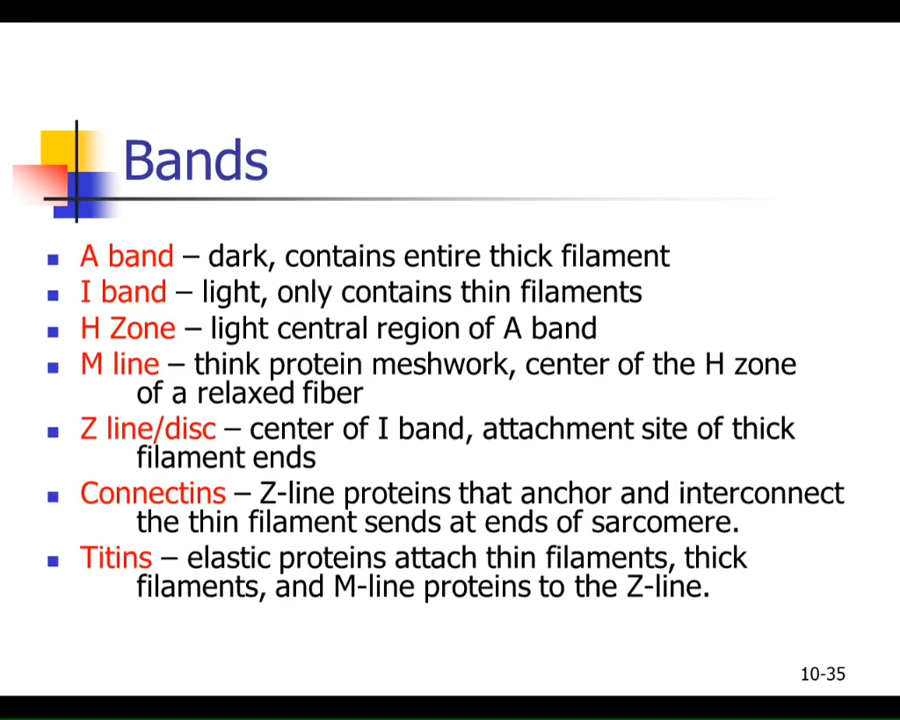 Bands
A band – dark, contains entire thick filament
I band – light, only contains thin filaments
H Zone – light central region of A band
M line – think protein meshwork, center of the H zone
of a relaxed fiber
Z line/disc – center of I band, attachment site of thick
filament ends
Connectins – Z-line proteins that anchor and interconnect
the thin filament sends at ends of sarcomere.
Titins – elastic proteins attach thin filaments, thick
filaments, and M-line proteins to the Z-line.
10-35